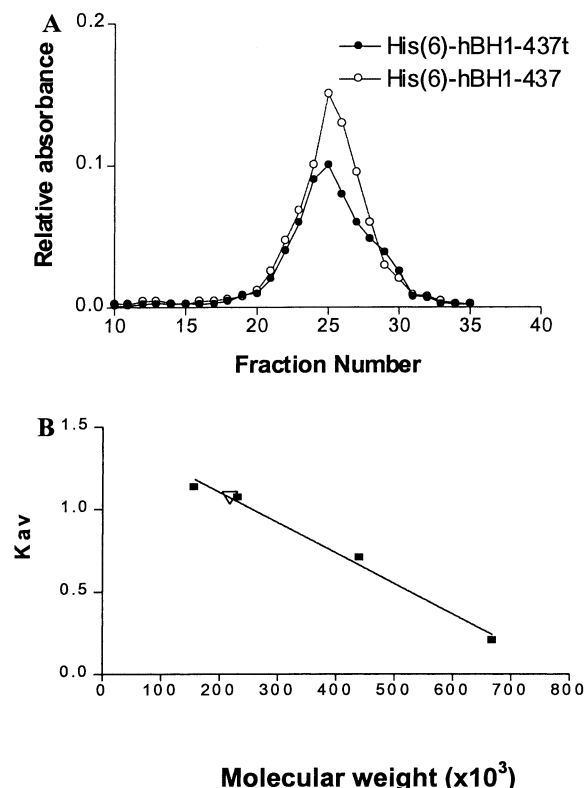 A
0.2
His(6)-hBH1-437t
His(6)-hBH1-437
Relative absorbance
0.1
0.0
10 15 20 25 30 35 40
Fraction Number
B
1.5
1.0
Kav
0.5
0.0
0 100 200 300 400 500 600 700 800
Molecular weight (x10³)